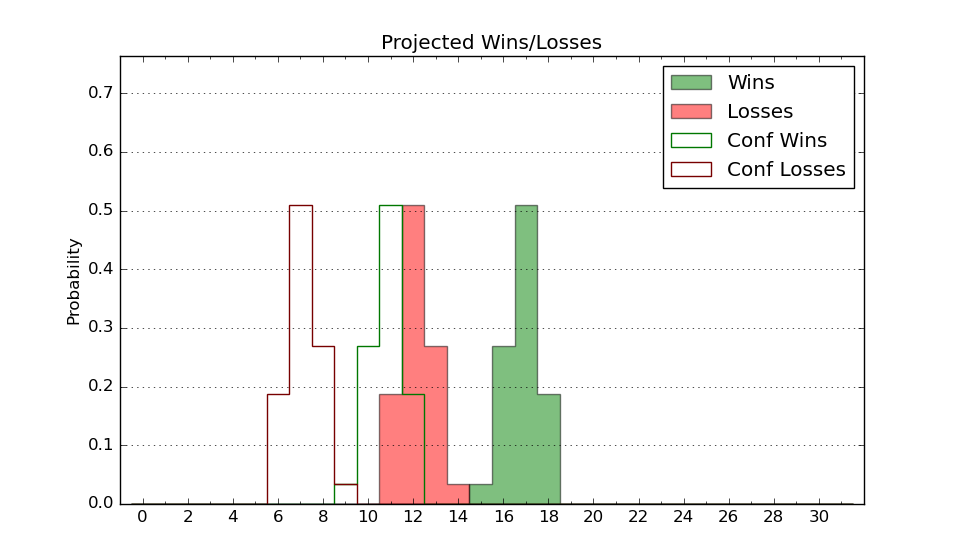 Projected Wins/Losses
Wins
Losses
Conf Wins
Conf Losses
Probability
0.7
0.6
0.5
0.4
0.3
0.2
0.1
0.0
0 2 4 6 8 10 12 14 16 18 20 22 24 26 28 30